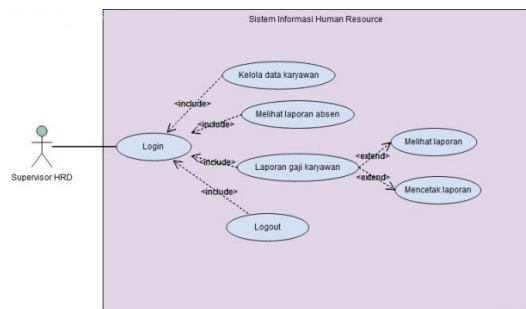 Sistem Informasi Human Resource
Kelola data karyawan
<include>
Melihat laporan absen
<include>
Login
Supervisor HRD
<include>
Laporan gaji karyawan
<extend>
Melihat laporan
<extend>
Mencetak laporan
<include>
Logout